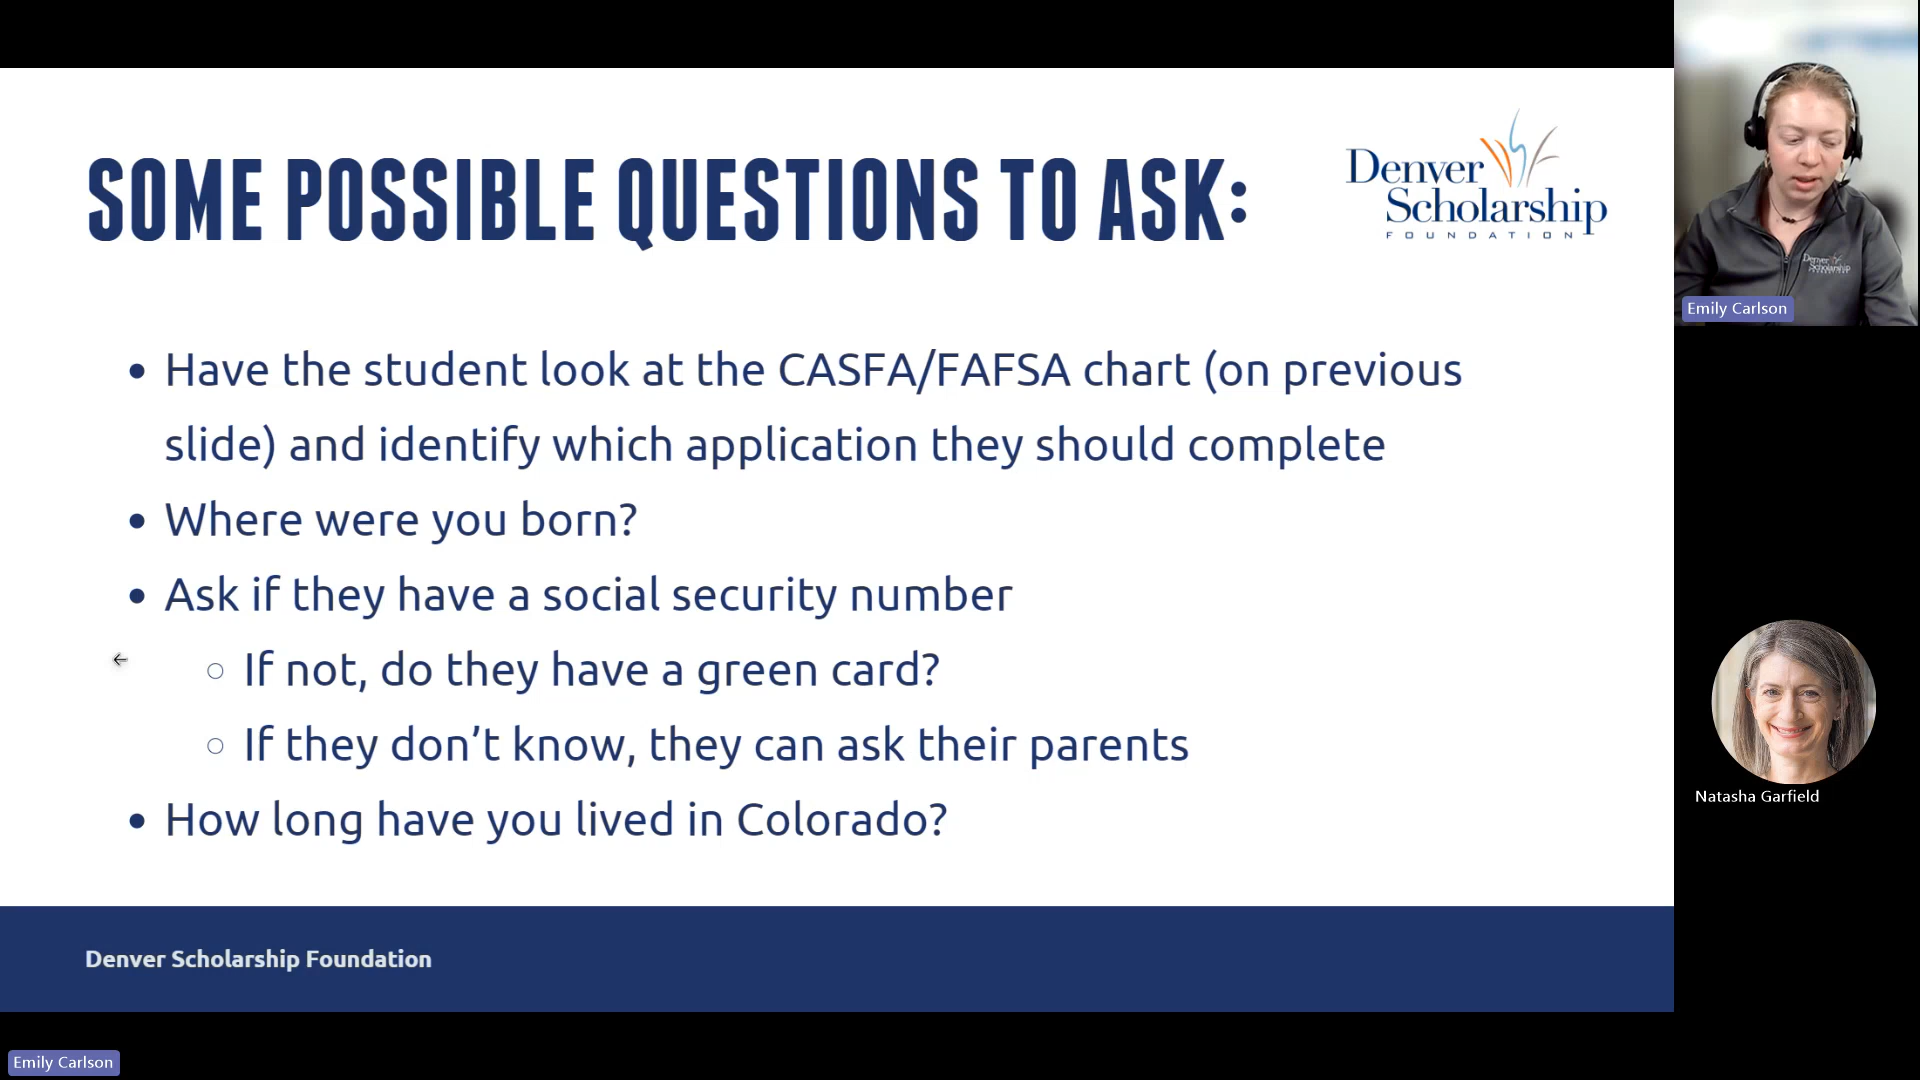 SOME POSSIBLE QUESTIONS TO ASK:
Denver
Scholarship
FOUNDATION
• Have the student look at the CASFA/FAFSA chart (on previous
slide) and identify which application they should complete
• Where were you born?
• Ask if they have a social security number
○ If not, do they have a green card?
○ If they don’t know, they can ask their parents
• How long have you lived in Colorado?
Denver Scholarship Foundation
Denver
Scholarship
FOUNDATION
Emily Carlson
Natasha Garfield
Emily Carlson